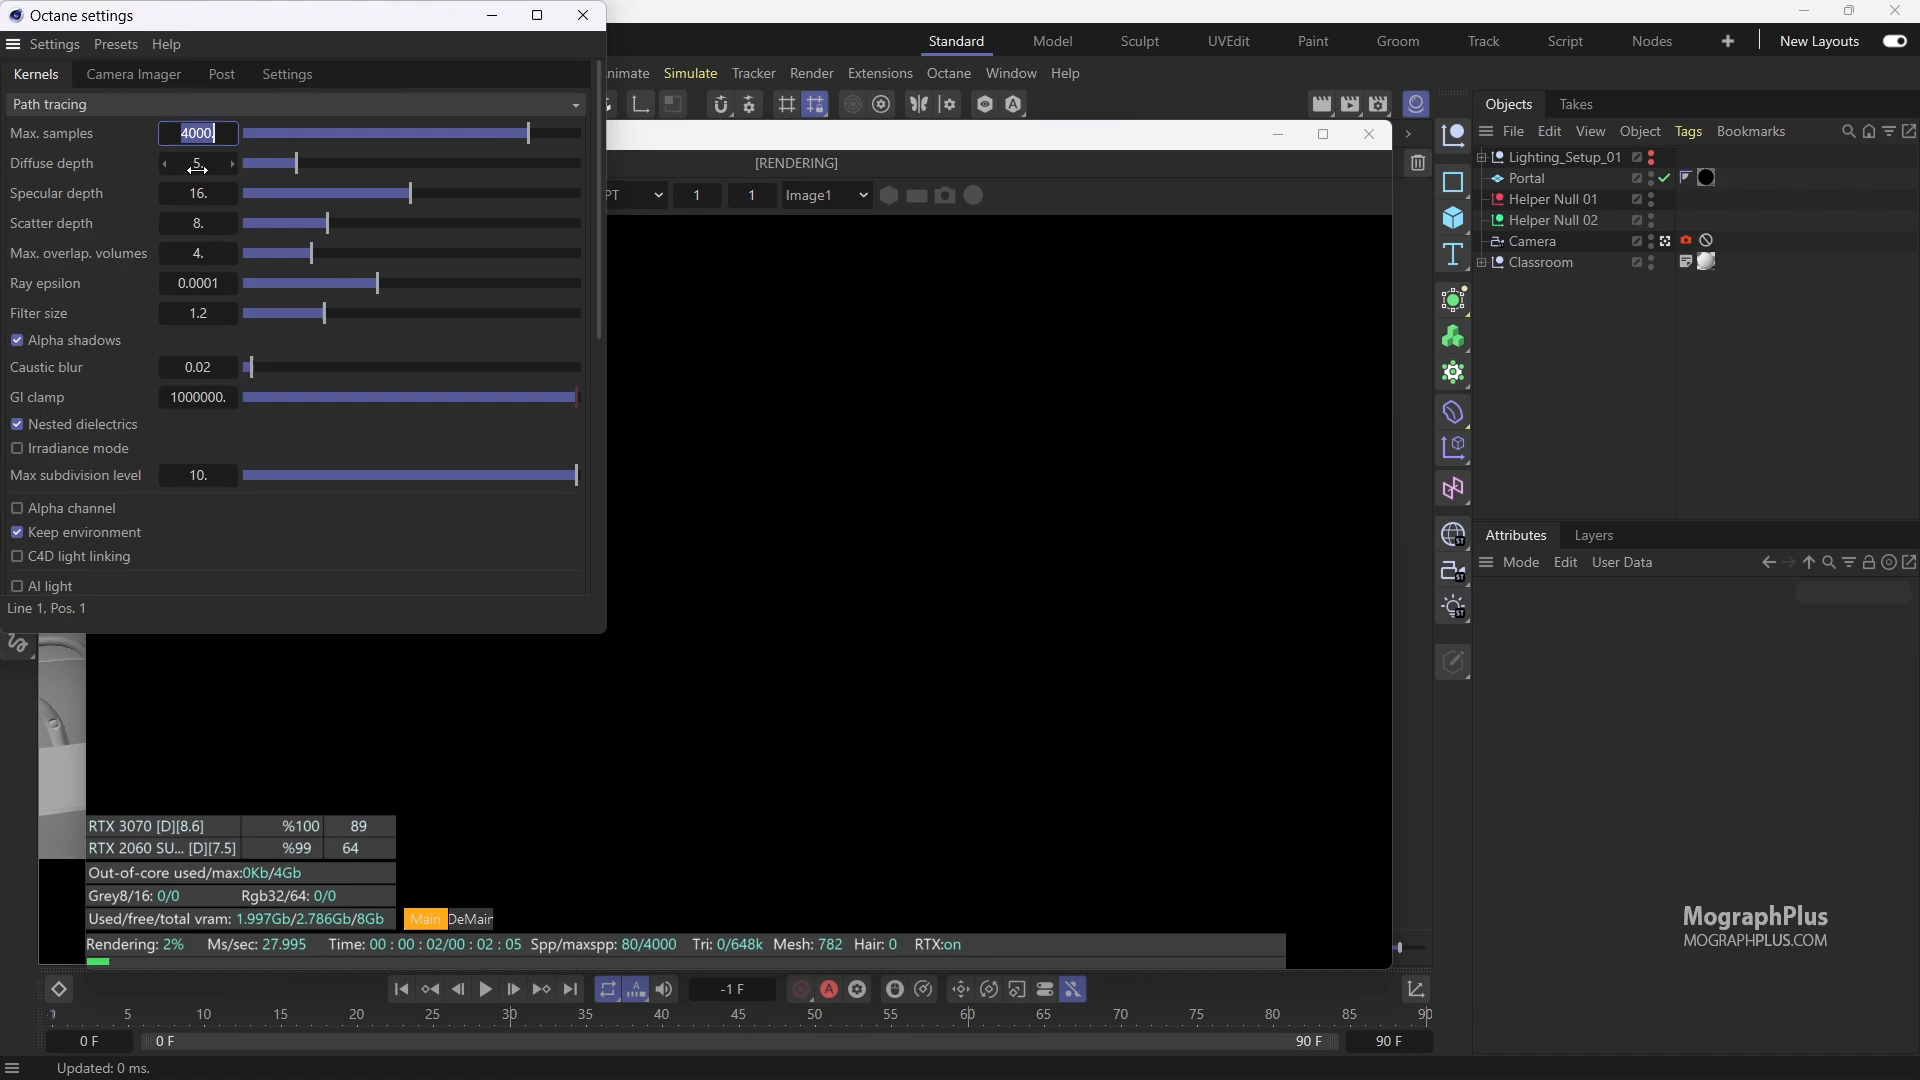 Octane settings
Settings Presets Help
Kernels Camera Imager Post Settings
Path tracing
Max. samples 4000.
Diffuse depth 5.
Specular depth 16.
Scatter depth 8.
Max. overlap. volumes 4.
Ray epsilon 0.0001
Filter size 1.2
Alpha shadows
Caustic blur 0.02
GI clamp 1000000.
Nested dielectrics
Irradiance mode
Max subdivision level 10.
Alpha channel
Keep environment
C4D light linking
AI light
Line 1, Pos. 1
Standard Model Sculpt UVEdit Paint Groom Track Script Nodes New Layouts
Simulate Tracker Render Extensions Octane Window Help
[RENDERING]
PT 1 1 Image1
Objects Takes
File Edit View Object Tags Bookmarks
Lighting_Setup_01
Portal
Helper Null 01
Helper Null 02
Camera
Classroom
Attributes Layers
Mode Edit User Data
RTX 3070 [D][8.6] %100 89
RTX 2060 SU... [D][7.5] %99 64
Out-of-core used/max:0Kb/4Gb
Grey8/16: 0/0 Rgb32/64: 0/0
Used/free/total vram: 1.997Gb/2.786Gb/8Gb Main DeMain
Rendering: 2% Ms/sec: 27.995 Time: 00 : 00 : 02/00 : 02 : 05 Spp/maxspp: 80/4000 Tri: 0/648k Mesh: 782 Hair: 0 RTX:on
MographPlus
MOGRAPHPLUS.COM
-1 F
5 10 15 20 25 30 35 40 45 50 55 60 65 70 75 80 85 90
0 F 0 F 90 F 90 F
Updated: 0 ms.